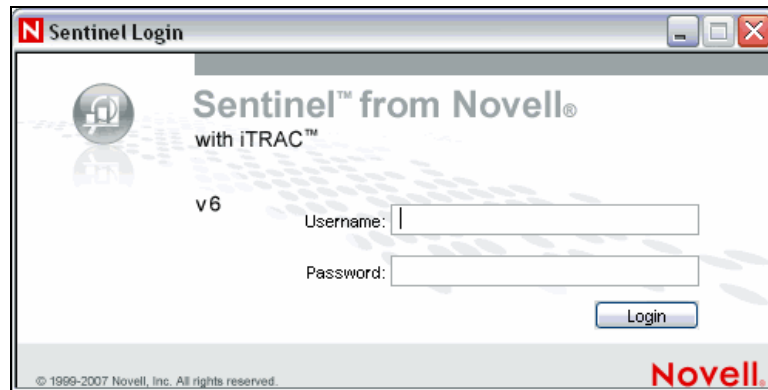 N Sentinel Login
Sentinel™ from Novell®
with iTRAC™
v6
Username:
Password:
Login
© 1999-2007 Novell, Inc. All rights reserved.
Novell.